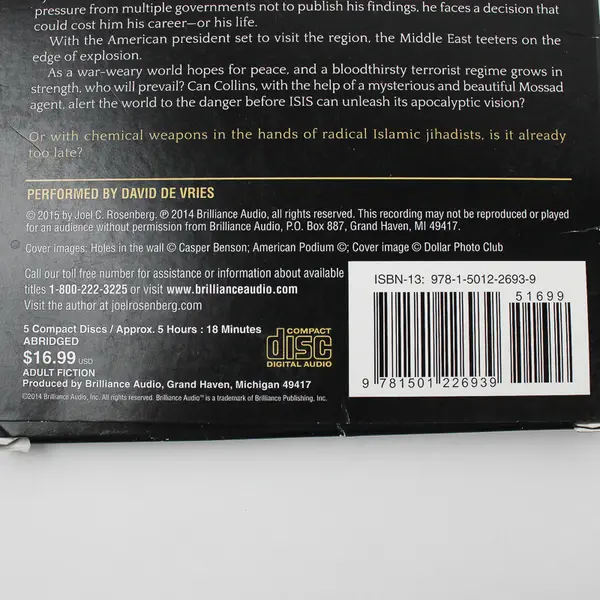 pressure from multiple governments not to publish his findings, he faces a decision that
could cost him his career—or his life.
With the American president set to visit the region, the Middle East teeters on the
edge of explosion.
As a war-weary world hopes for peace, and a bloodthirsty terrorist regime grows in
strength, who will prevail? Can Collins, with the help of a mysterious and beautiful Mossad
agent, alert the world to the danger before ISIS can unleash its apocalyptic vision?
Or with chemical weapons in the hands of radical Islamic jihadists, is it already
too late?
PERFORMED BY DAVID DE VRIES
© 2015 by Joel C. Rosenberg. ℗ 2014 Brilliance Audio, all rights reserved. This recording may not be reproduced or played
for an audience without permission from Brilliance Audio, P.O. Box 887, Grand Haven, MI 49417.
Cover images: Holes in the wall © Casper Benson; American Podium ©; Cover image © Dollar Photo Club
Call our toll free number for assistance or information about available
titles 1-800-222-3225 or visit www.brillianceaudio.com.
Visit the author at joelrosenberg.com
5 Compact Discs / Approx. 5 Hours : 18 Minutes
ABRIDGED
$16.99 USD
ADULT FICTION
Produced by Brilliance Audio, Grand Haven, Michigan 49417
©2014 Brilliance Audio, Inc. All rights reserved. Brilliance Audio™ is a trademark of Brilliance Publishing, Inc.
COMPACT
disc
DIGITAL AUDIO
ISBN-13: 978-1-5012-2693-9
51699
9 781501 226939